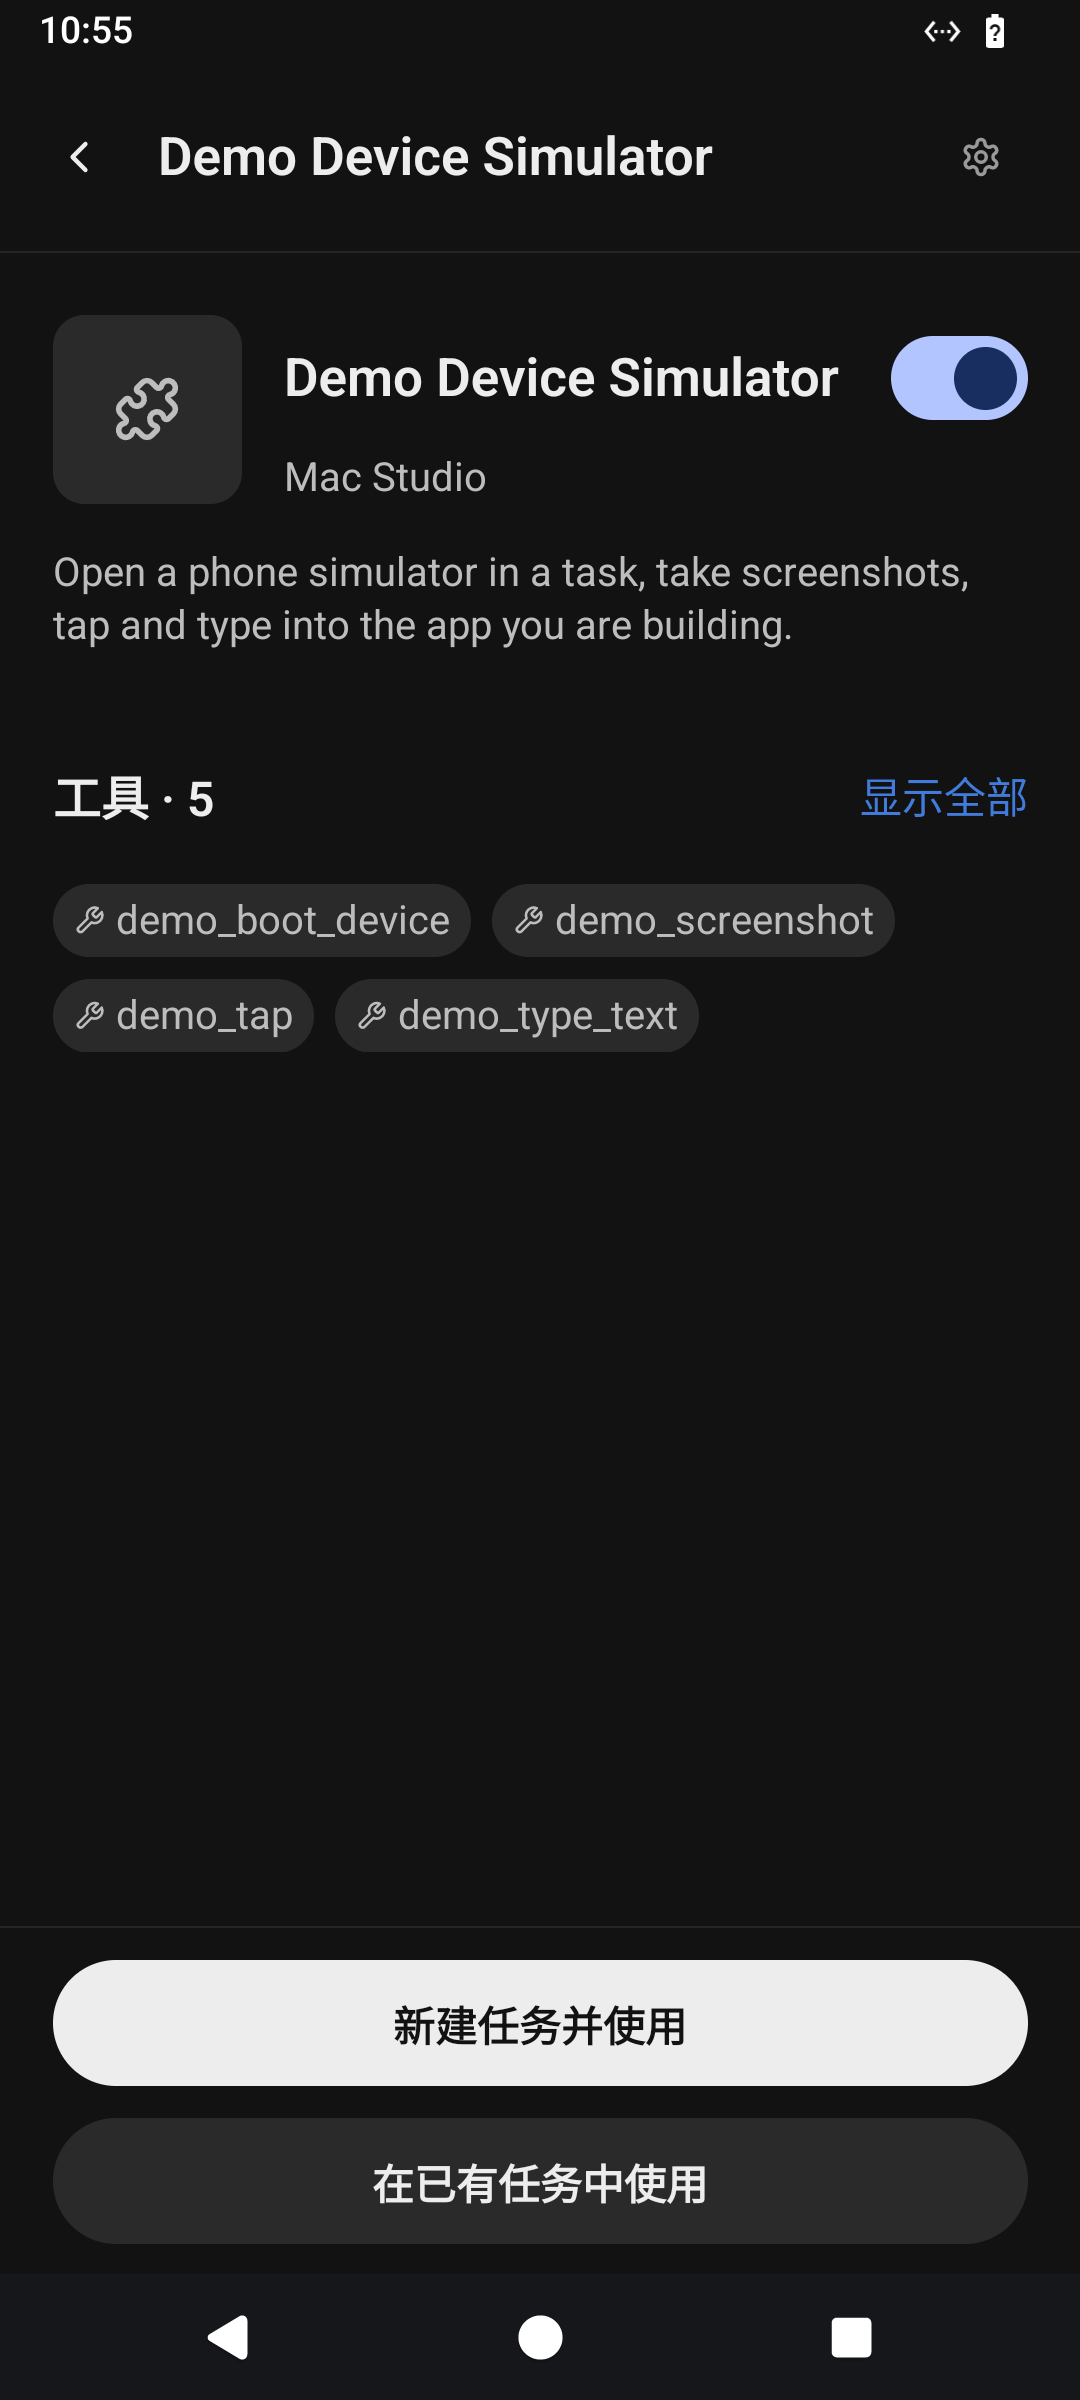 10:55
Demo Device Simulator
Demo Device Simulator
Mac Studio
Open a phone simulator in a task, take screenshots,
tap and type into the app you are building.
工具 · 5
显示全部
demo_boot_device
demo_screenshot
demo_tap
demo_type_text
新建任务并使用
在已有任务中使用